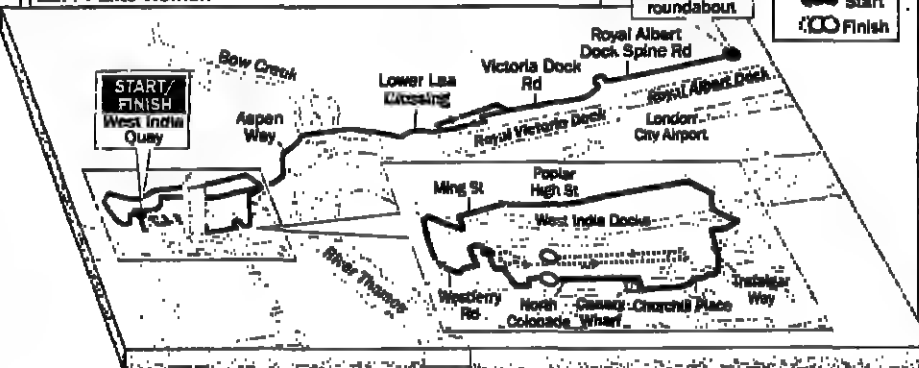 roundabout
Start
Finish
Royal Albert
Dock Spine Rd
Bow Creek
Victoria Dock
Rd
Lower Lea
Crossing
START/
FINISH
West India
Quay
Aspen
Way
Royal Albert Dock
Royal Victoria Dock
London
City Airport
Ming St
Poplar
High St
West India Docks
River Thames
Westferry
Rd
North
Colonade
Canary
Wharf
Churchill Place
Trafalgar
Way